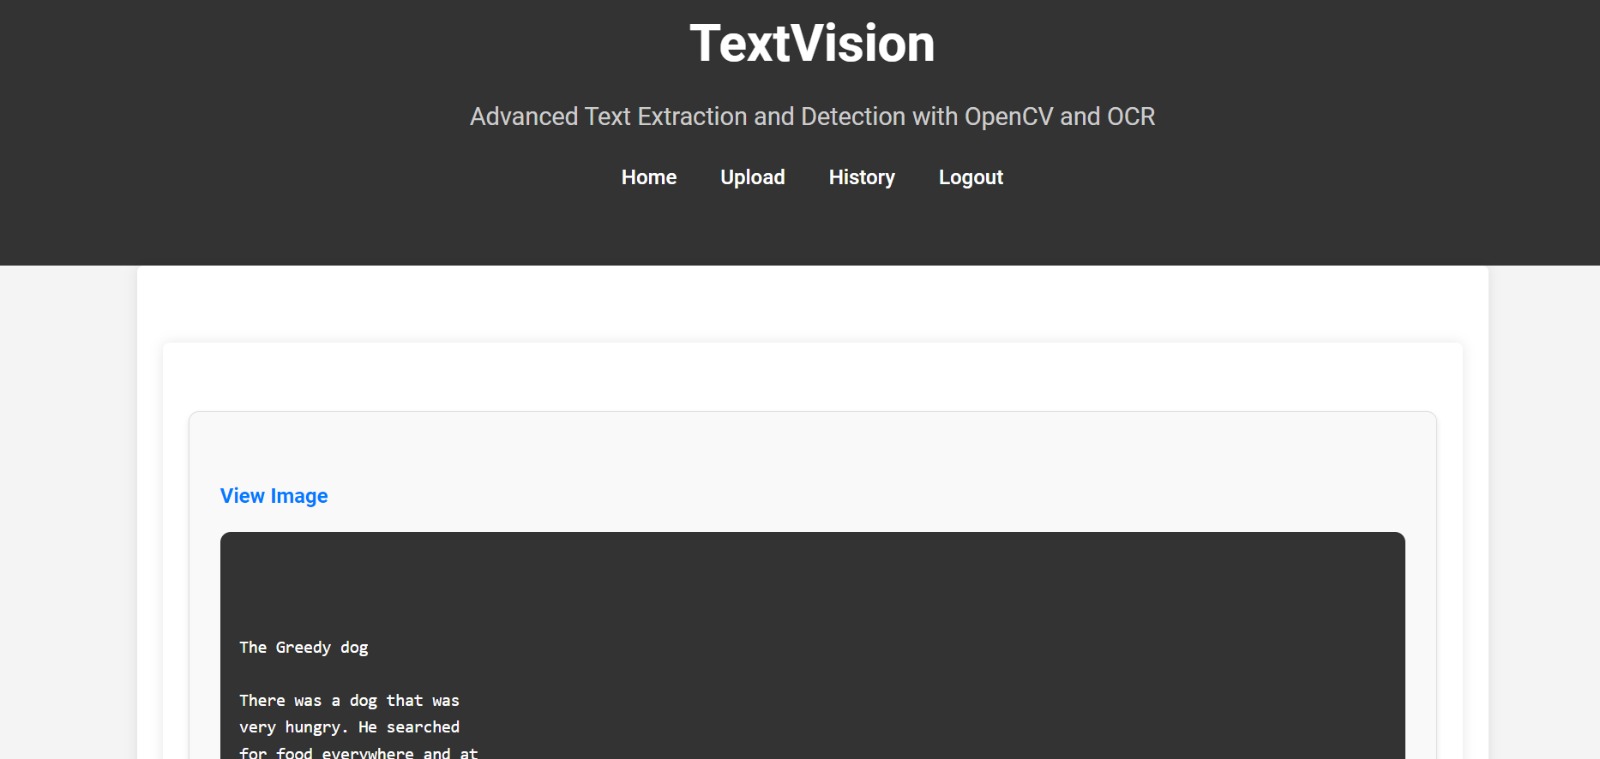 TextVision
Advanced Text Extraction and Detection with OpenCV and OCR
Home Upload History Logout
View Image
The Greedy dog
There was a dog that was
very hungry. He searched
for food everywhere and at